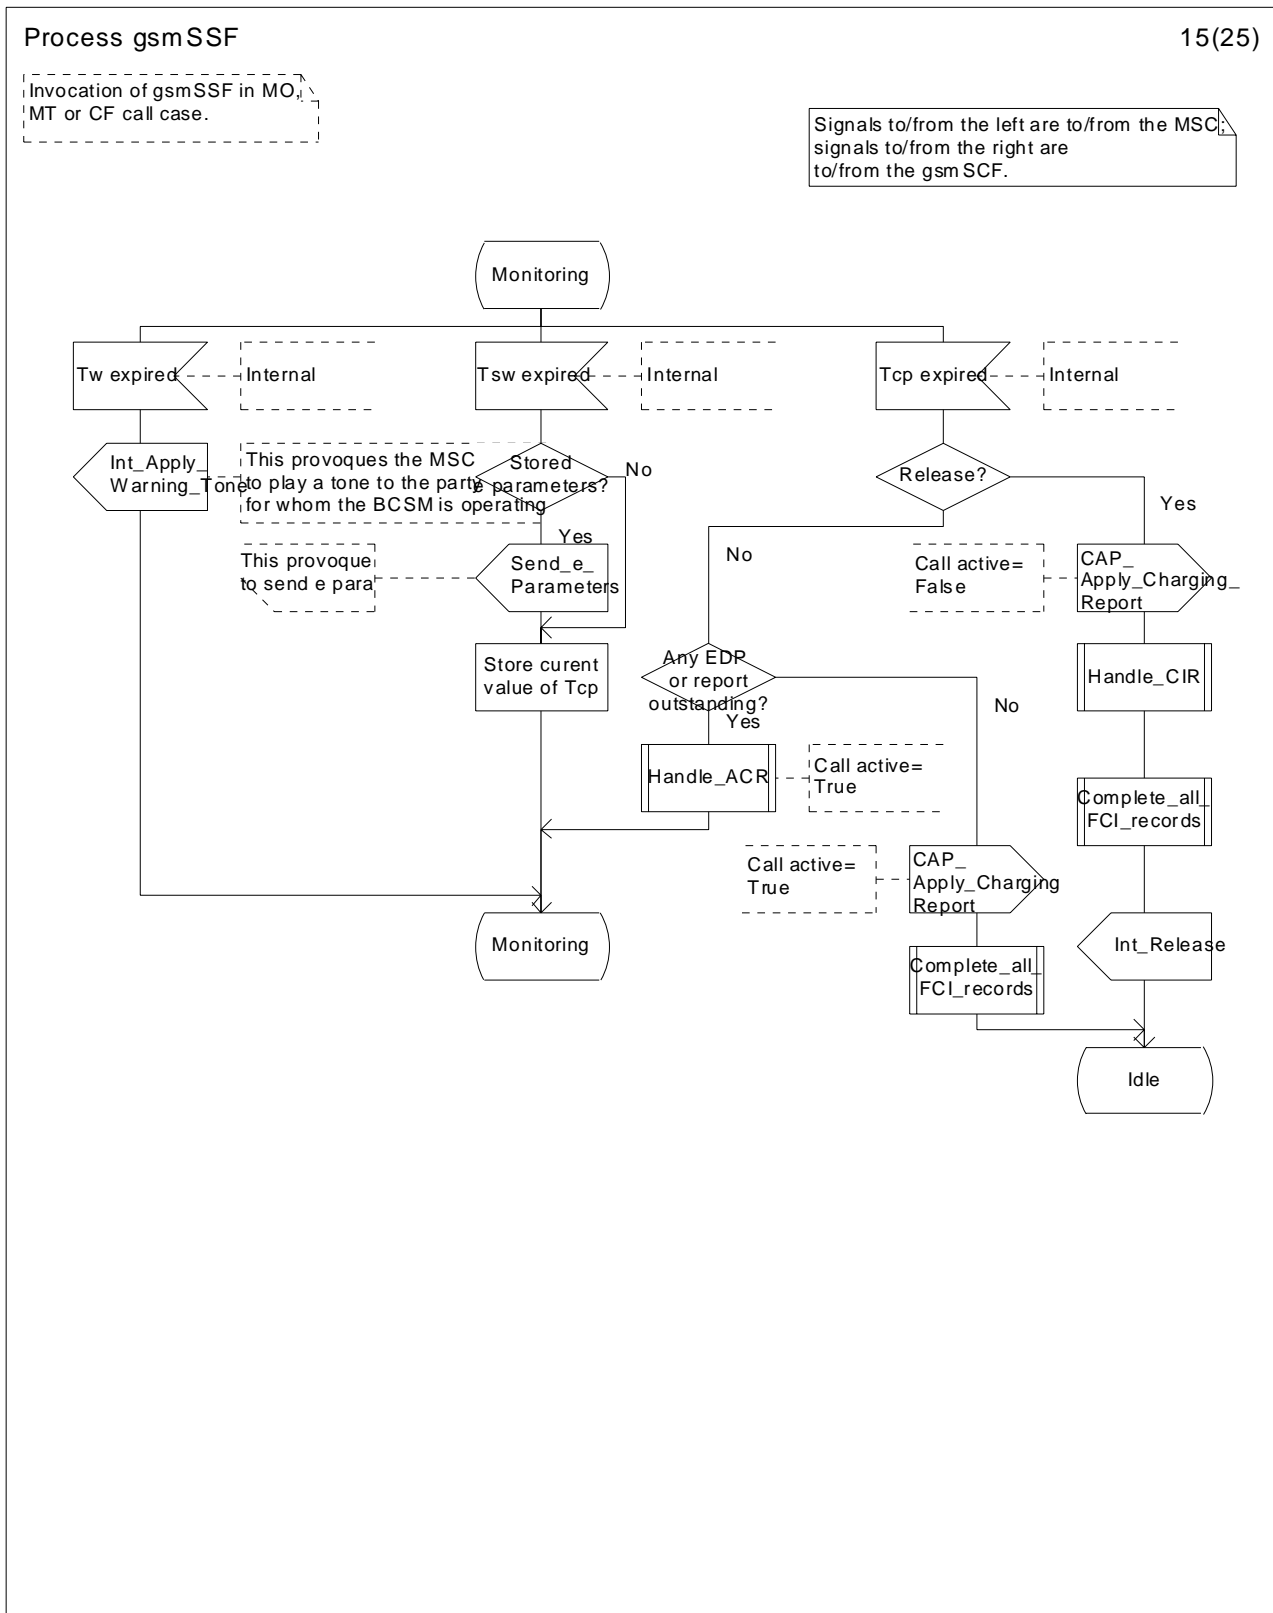 Process gsmSSF
15(25)
Invocation of gsmSSF in MO,
MT or CF call case.
Signals to/from the left are to/from the MSC;
signals to/from the right are
to/from the gsmSCF.
Monitoring
Tw expired
Internal
Tsw expired
Internal
Tcp expired
Internal
Int_Apply_
Warning_Tone
This provoques the MSC
to play a tone to the party
for whom the BCSM is operating
Stored
e parameters?
No
Release?
Yes
Yes
No
This provoque
to send e para
Send_e_
Parameters
Call active=
False
CAP_
Apply_Charging_
Report
Store curent
value of Tcp
Any EDP
or report
outstanding?
Handle_CIR
No
Yes
Handle_ACR
Call active=
True
Complete_all_
FCI_records
Call active=
True
CAP_
Apply_Charging
Report
Monitoring
Int_Release
Complete_all_
FCI_records
Idle